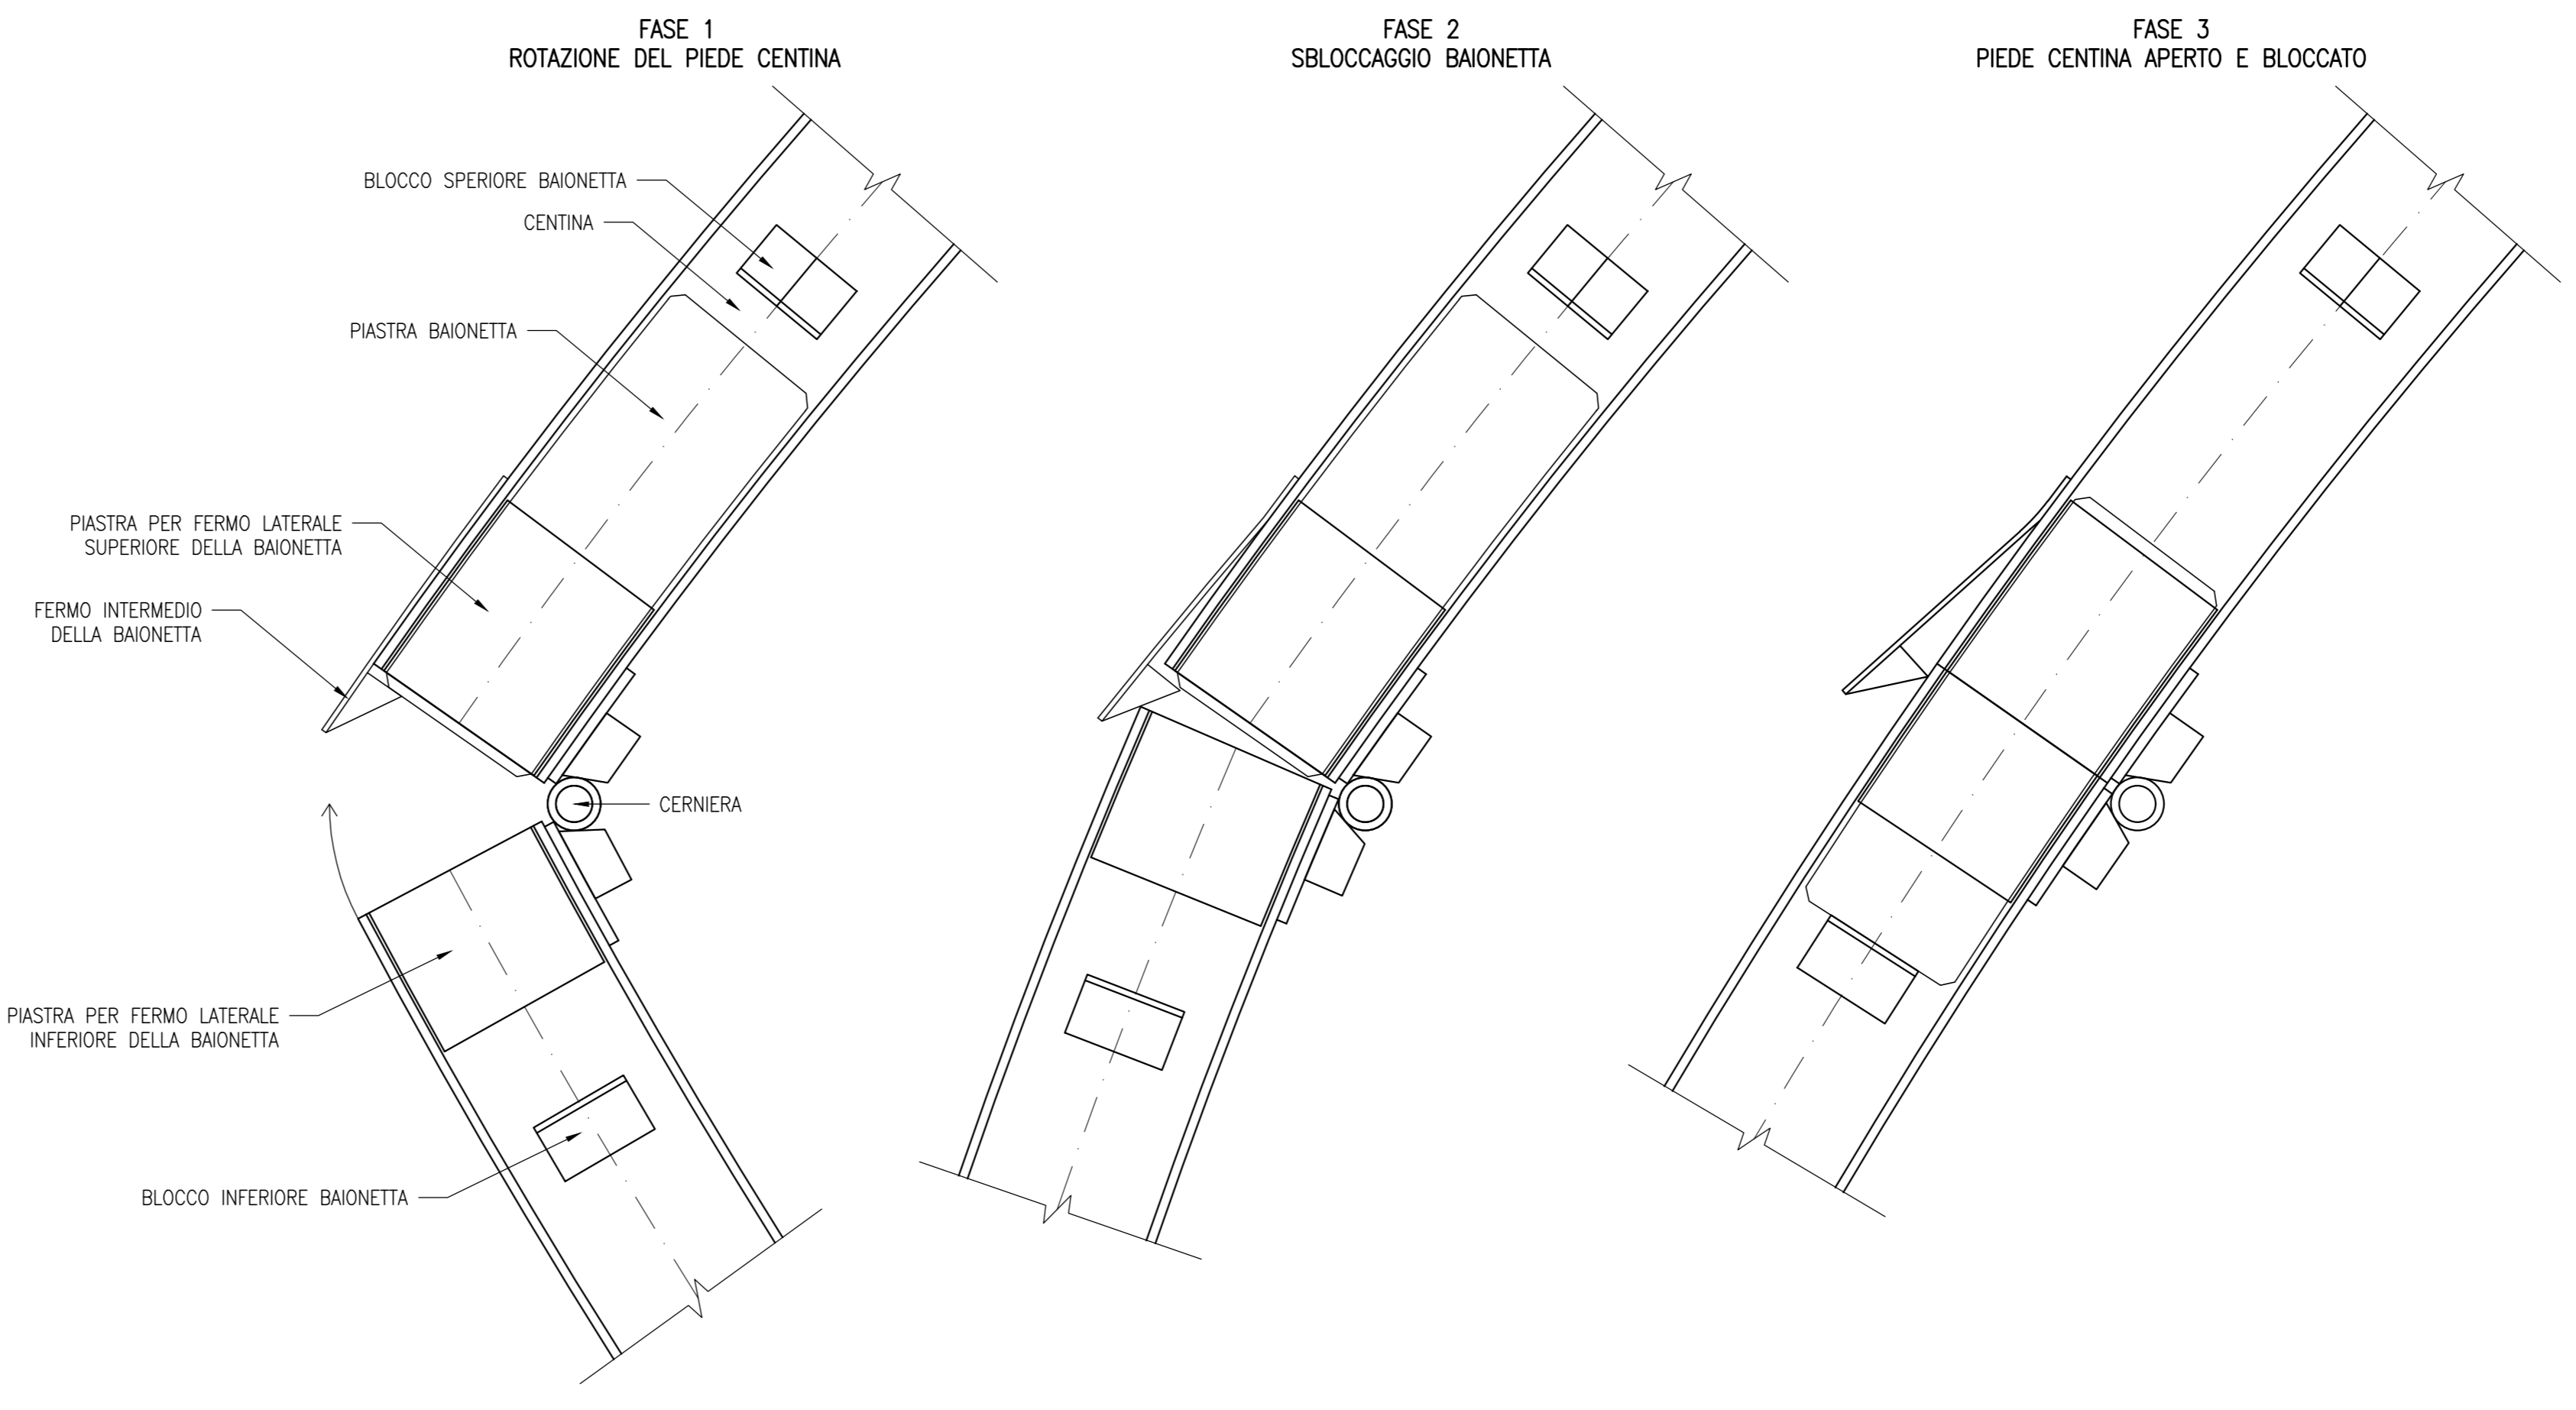 FASE 1
ROTAZIONE DEL PIEDE CENTINA
FASE 2
SBLOCCAGGIO BAIONETTA
FASE 3
PIEDE CENTINA APERTO E BLOCCATO
BLOCCO SPERIORE BAIONETTA
CENTINA
PIASTRA BAIONETTA
PIASTRA PER FERMO LATERALE
SUPERIORE DELLA BAIONETTA
FERMO INTERMEDIO
DELLA BAIONETTA
CERNIERA
PIASTRA PER FERMO LATERALE
INFERIORE DELLA BAIONETTA
BLOCCO INFERIORE BAIONETTA